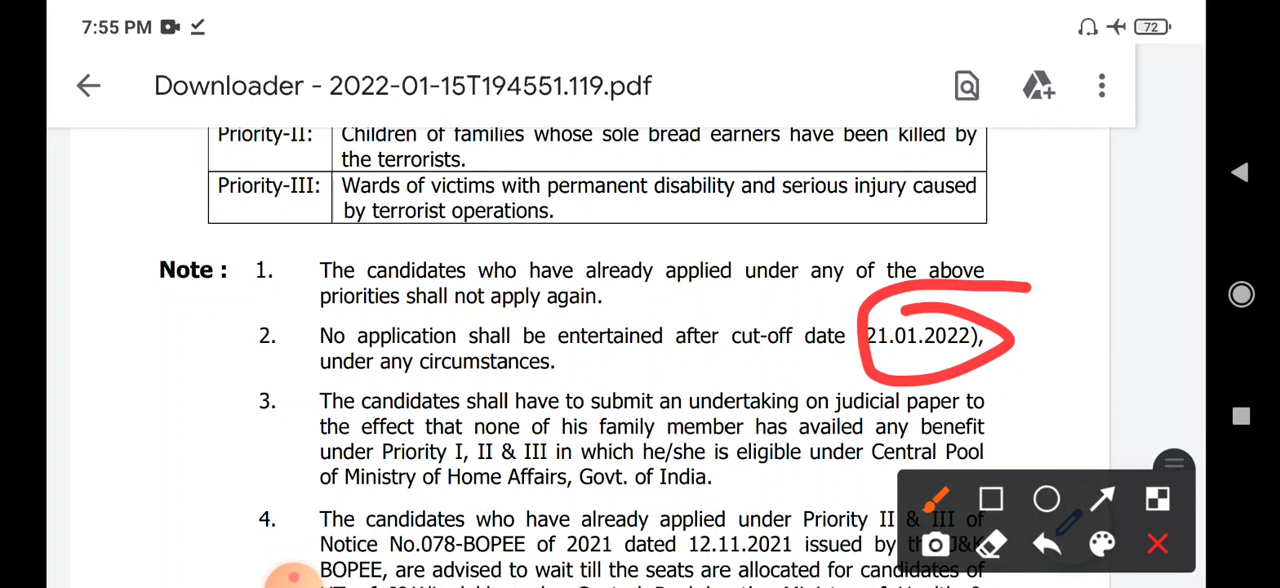 7:55 PM
72
Downloader - 2022-01-15T194551.119.pdf
Priority-II: Children of families whose sole bread earners have been killed by
the terrorists.
Priority-III: Wards of victims with permanent disability and serious injury caused
by terrorist operations.
Note : 1. The candidates who have already applied under any of the above
priorities shall not apply again.
2. No application shall be entertained after cut-off date 21.01.2022),
under any circumstances.
3. The candidates shall have to submit an undertaking on judicial paper to
the effect that none of his family member has availed any benefit
under Priority I, II & III in which he/she is eligible under Central Pool
of Ministry of Home Affairs, Govt. of India.
4. The candidates who have already applied under Priority II & III of
Notice No.078-BOPEE of 2021 dated 12.11.2021 issued by the J&K
BOPEE, are advised to wait till the seats are allocated for candidates of